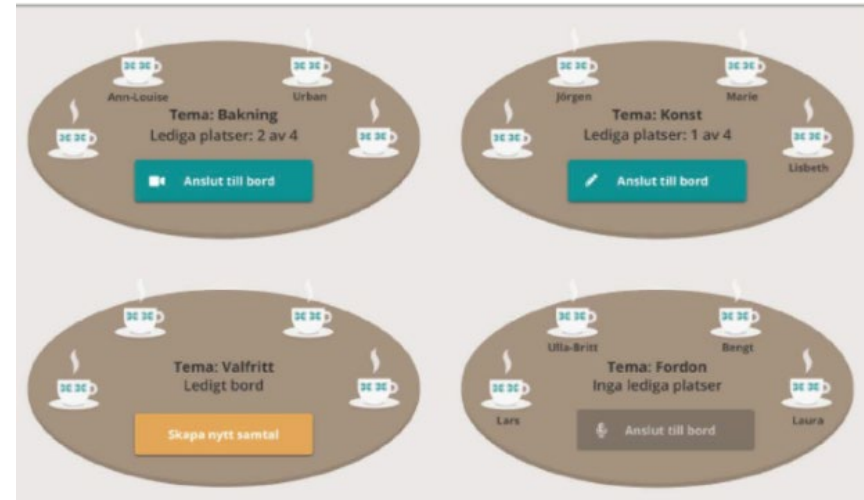 Ann-Louise
Urban
Tema: Bakning
Lediga platser: 2 av 4
Anslut till bord
Jörgen
Marie
Tema: Konst
Lediga platser: 1 av 4
Lisbeth
Anslut till bord
Tema: Valfritt
Ledigt bord
Skapa nytt samtal
Ulla-Britt
Bengt
Tema: Fordon
Inga lediga platser
Lars
Laura
Anslut till bord